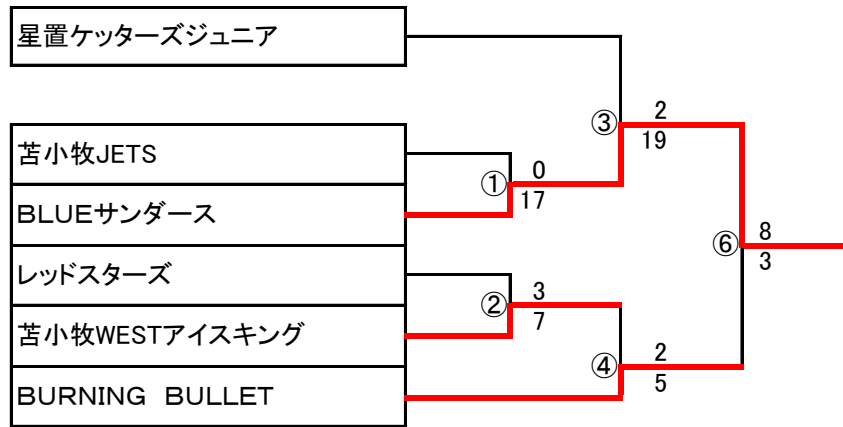 星置ケッターズジュニア
③ 2
19
苫小牧JETS
① 0
17
BLUEサンダース
⑥ 8
3
レッドスターズ
② 3
7
苫小牧WESTアイスキング
④ 2
5
BURNING BULLET